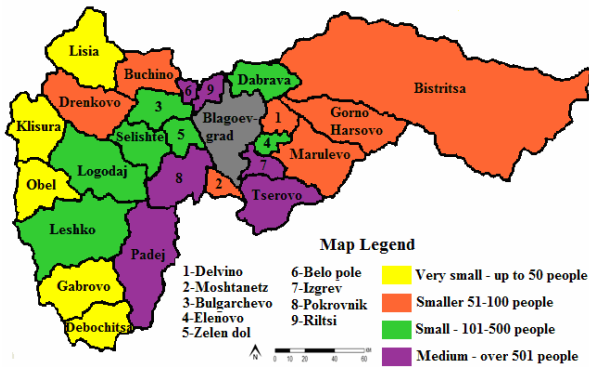 Lisia
Buchino
Dabrava
Bistritsa
Drenkovo
6
9
3
Klisura
Selishte
5
Blagoev-
grad
1
Gorno
Harsovo
4
Marulevo
Logodaj
Obel
8
7
2
Tserovo
Leshko
Padej
Gabrovo
Debochitsa
1-Delvino
2-Moshtanetz
3-Bulgarchevo
4-Elenovo
5-Zelen dol
6-Belo pole
7-Izgrev
8-Pokrovnik
9-Riltsi
N
0 10 20 40 60
Map Legend
Very small - up to 50 people
Smaller 51-100 people
Small - 101-500 people
Medium - over 501 people